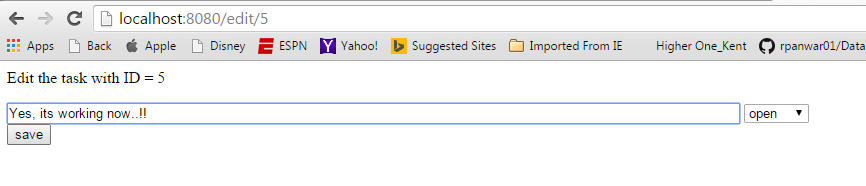 localhost:8080/edit/5
Apps Back Apple Disney ESPN Yahoo! Suggested Sites Imported From IE Higher One_Kent rpanwar01/Data
Edit the task with ID = 5
Yes, its working now..!! open
save